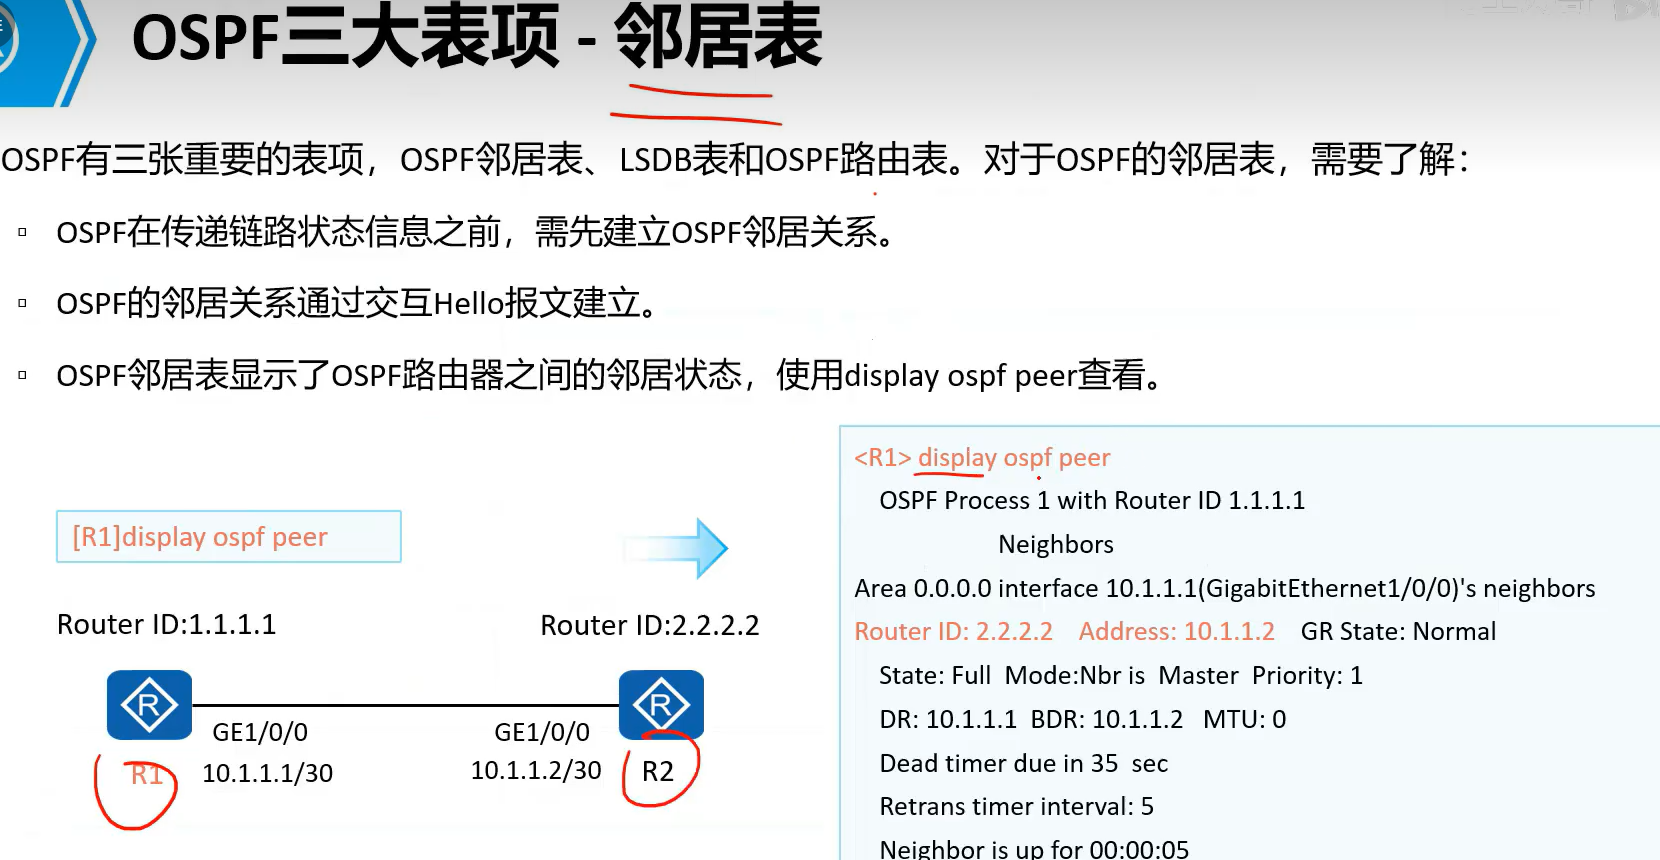 OSPF三大表项 - 邻居表
OSPF有三张重要的表项，OSPF邻居表、LSDB表和OSPF路由表。对于OSPF的邻居表，需要了解：
▫ OSPF在传递链路状态信息之前，需先建立OSPF邻居关系。
▫ OSPF的邻居关系通过交互Hello报文建立。
▫ OSPF邻居表显示了OSPF路由器之间的邻居状态，使用display ospf peer查看。
[R1]display ospf peer
Router ID:1.1.1.1
Router ID:2.2.2.2
R
R
GE1/0/0
GE1/0/0
R1
10.1.1.1/30
10.1.1.2/30
R2
<R1> display ospf peer
OSPF Process 1 with Router ID 1.1.1.1
Neighbors
Area 0.0.0.0 interface 10.1.1.1(GigabitEthernet1/0/0)'s neighbors
Router ID: 2.2.2.2 Address: 10.1.1.2 GR State: Normal
State: Full Mode:Nbr is Master Priority: 1
DR: 10.1.1.1 BDR: 10.1.1.2 MTU: 0
Dead timer due in 35 sec
Retrans timer interval: 5
Neighbor is up for 00:00:05